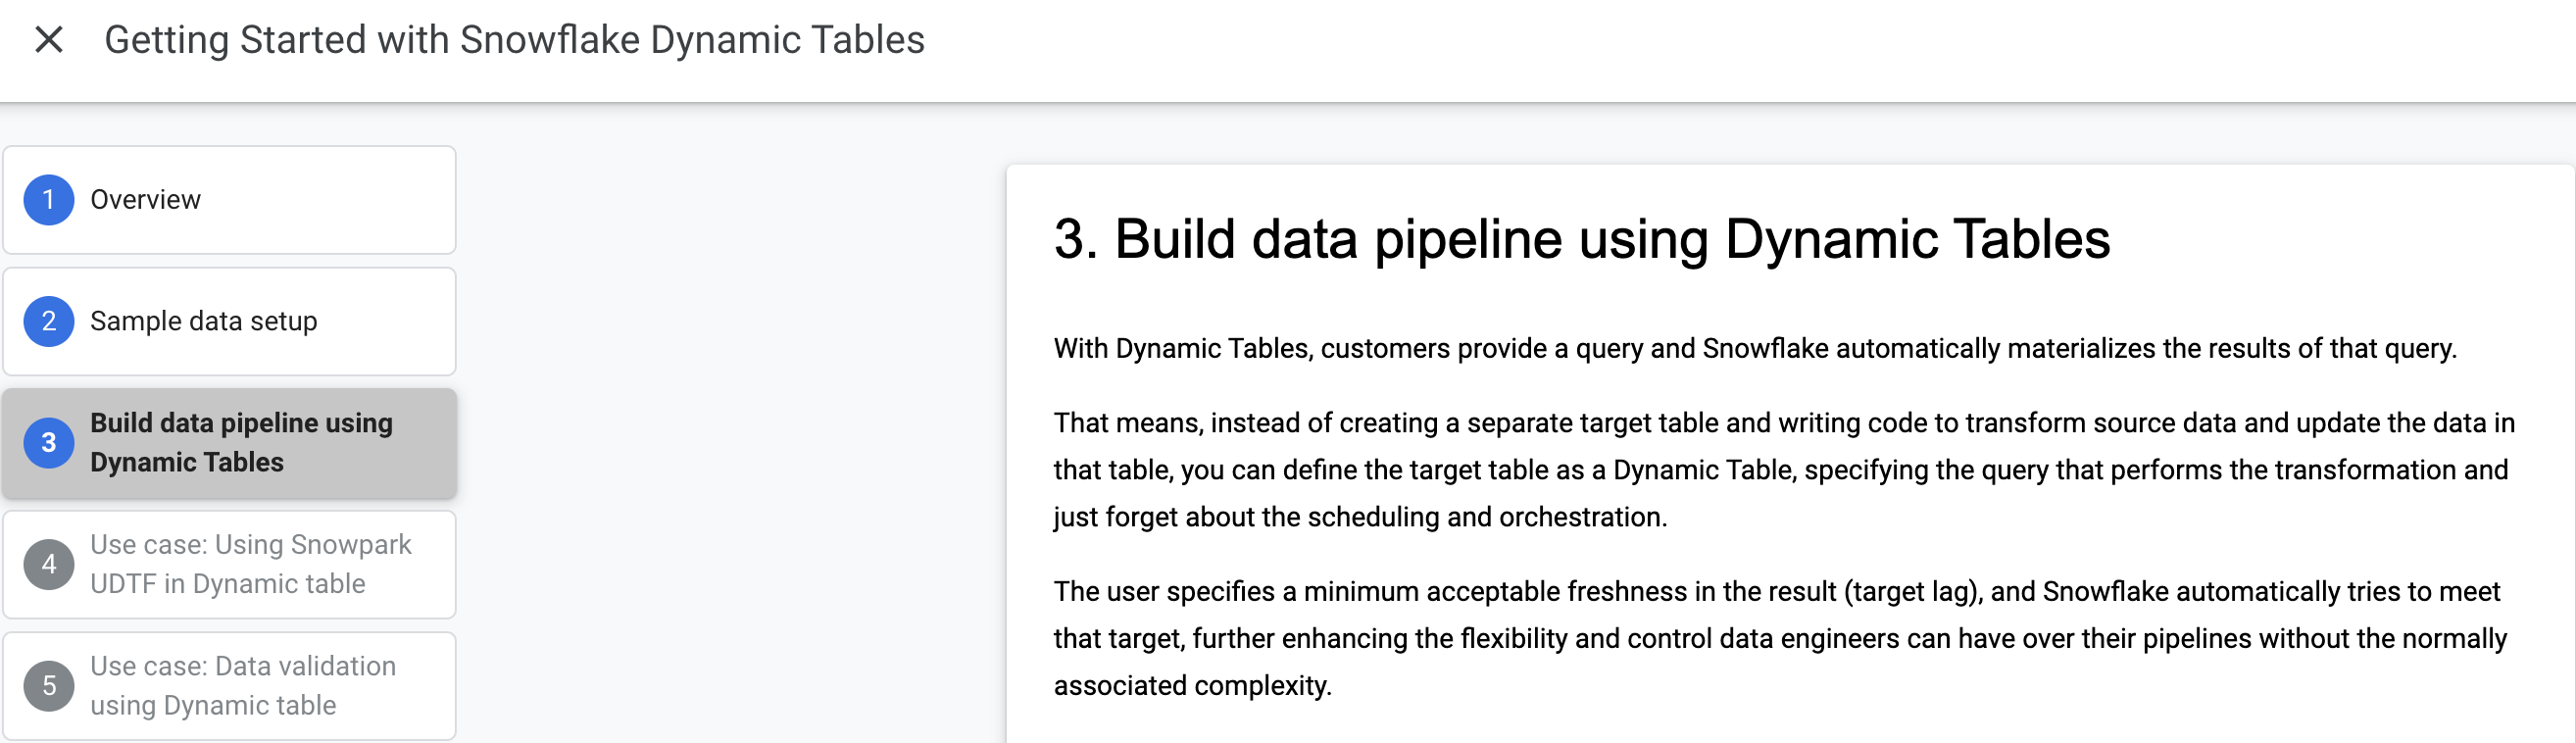 Getting Started with Snowflake Dynamic Tables
1 Overview
2 Sample data setup
3 Build data pipeline using
Dynamic Tables
4 Use case: Using Snowpark
UDTF in Dynamic table
5 Use case: Data validation
using Dynamic table
3. Build data pipeline using Dynamic Tables
With Dynamic Tables, customers provide a query and Snowflake automatically materializes the results of that query.
That means, instead of creating a separate target table and writing code to transform source data and update the data in
that table, you can define the target table as a Dynamic Table, specifying the query that performs the transformation and
just forget about the scheduling and orchestration.
The user specifies a minimum acceptable freshness in the result (target lag), and Snowflake automatically tries to meet
that target, further enhancing the flexibility and control data engineers can have over their pipelines without the normally
associated complexity.